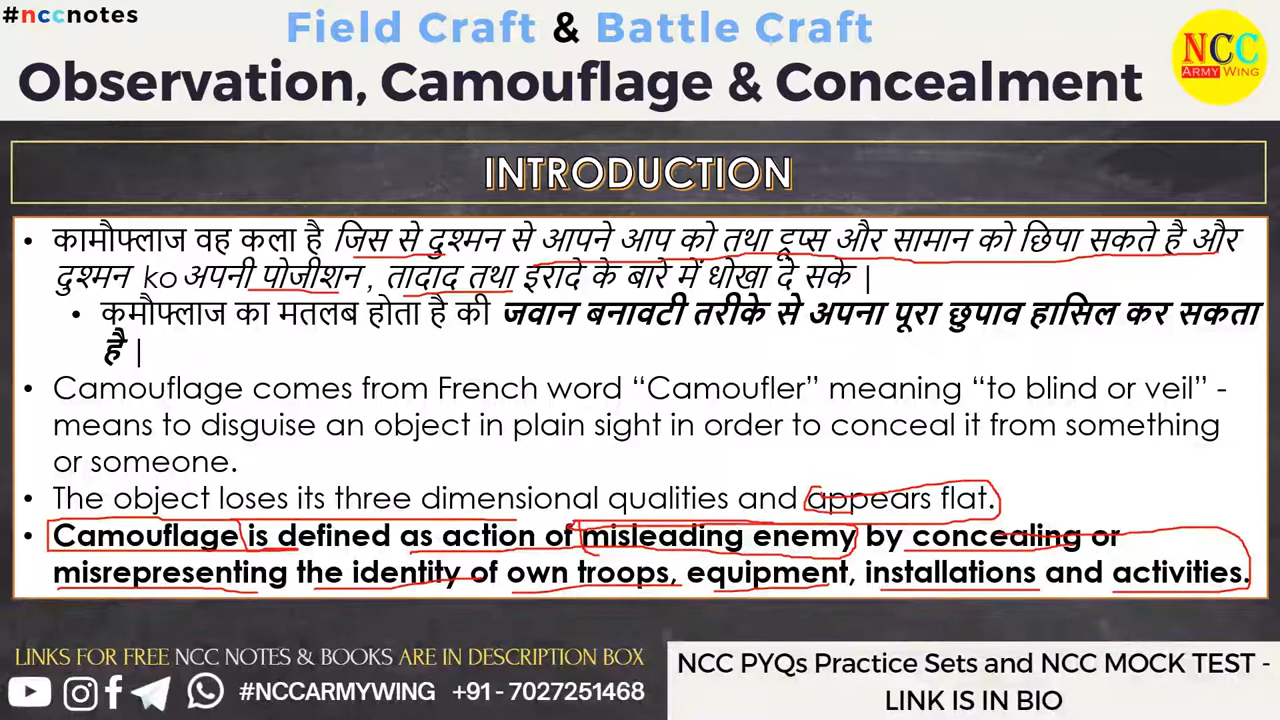 #nccnotes
Field Craft & Battle Craft
Observation, Camouflage & Concealment
NCC
ARMY WING
INTRODUCTION
• कामौफ्लाज वह कला है जिस से दुश्मन से आपने आप को तथा ट्रूप्स और सामान को छिपा सकते है और
दुश्मन ko अपनी पोजीशन , तादाद तथा इरादे के बारे में धोखा दे सके |
• कमौफ्लाज का मतलब होता है की जवान बनावटी तरीके से अपना पूरा छुपाव हासिल कर सकता
है |
• Camouflage comes from French word “Camoufler” meaning “to blind or veil” -
means to disguise an object in plain sight in order to conceal it from something
or someone.
• The object loses its three dimensional qualities and appears flat.
• Camouflage is defined as action of misleading enemy by concealing or
misrepresenting the identity of own troops, equipment, installations and activities.
LINKS FOR FREE NCC NOTES & BOOKS ARE IN DESCRIPTION BOX
#NCCARMYWING +91 - 7027251468
NCC PYQs Practice Sets and NCC MOCK TEST -
LINK IS IN BIO